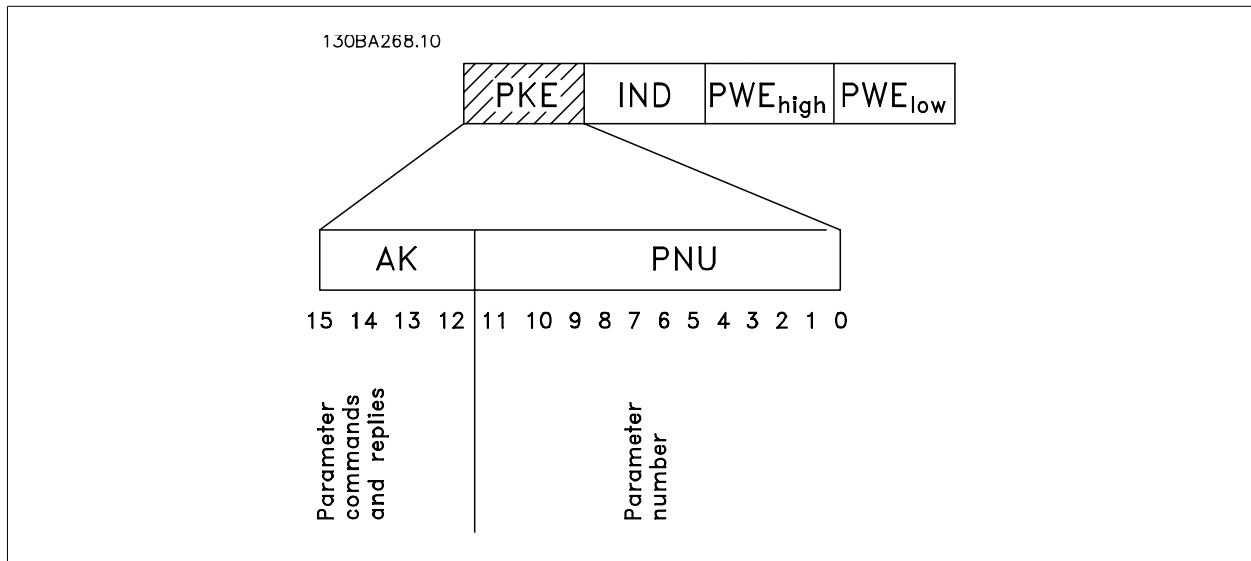 130BA268.10
PKE IND PWEhigh PWElow
AK PNU
15 14 13 12 11 10 9 8 7 6 5 4 3 2 1 0
Parameter
commands
and replies
Parameter
number